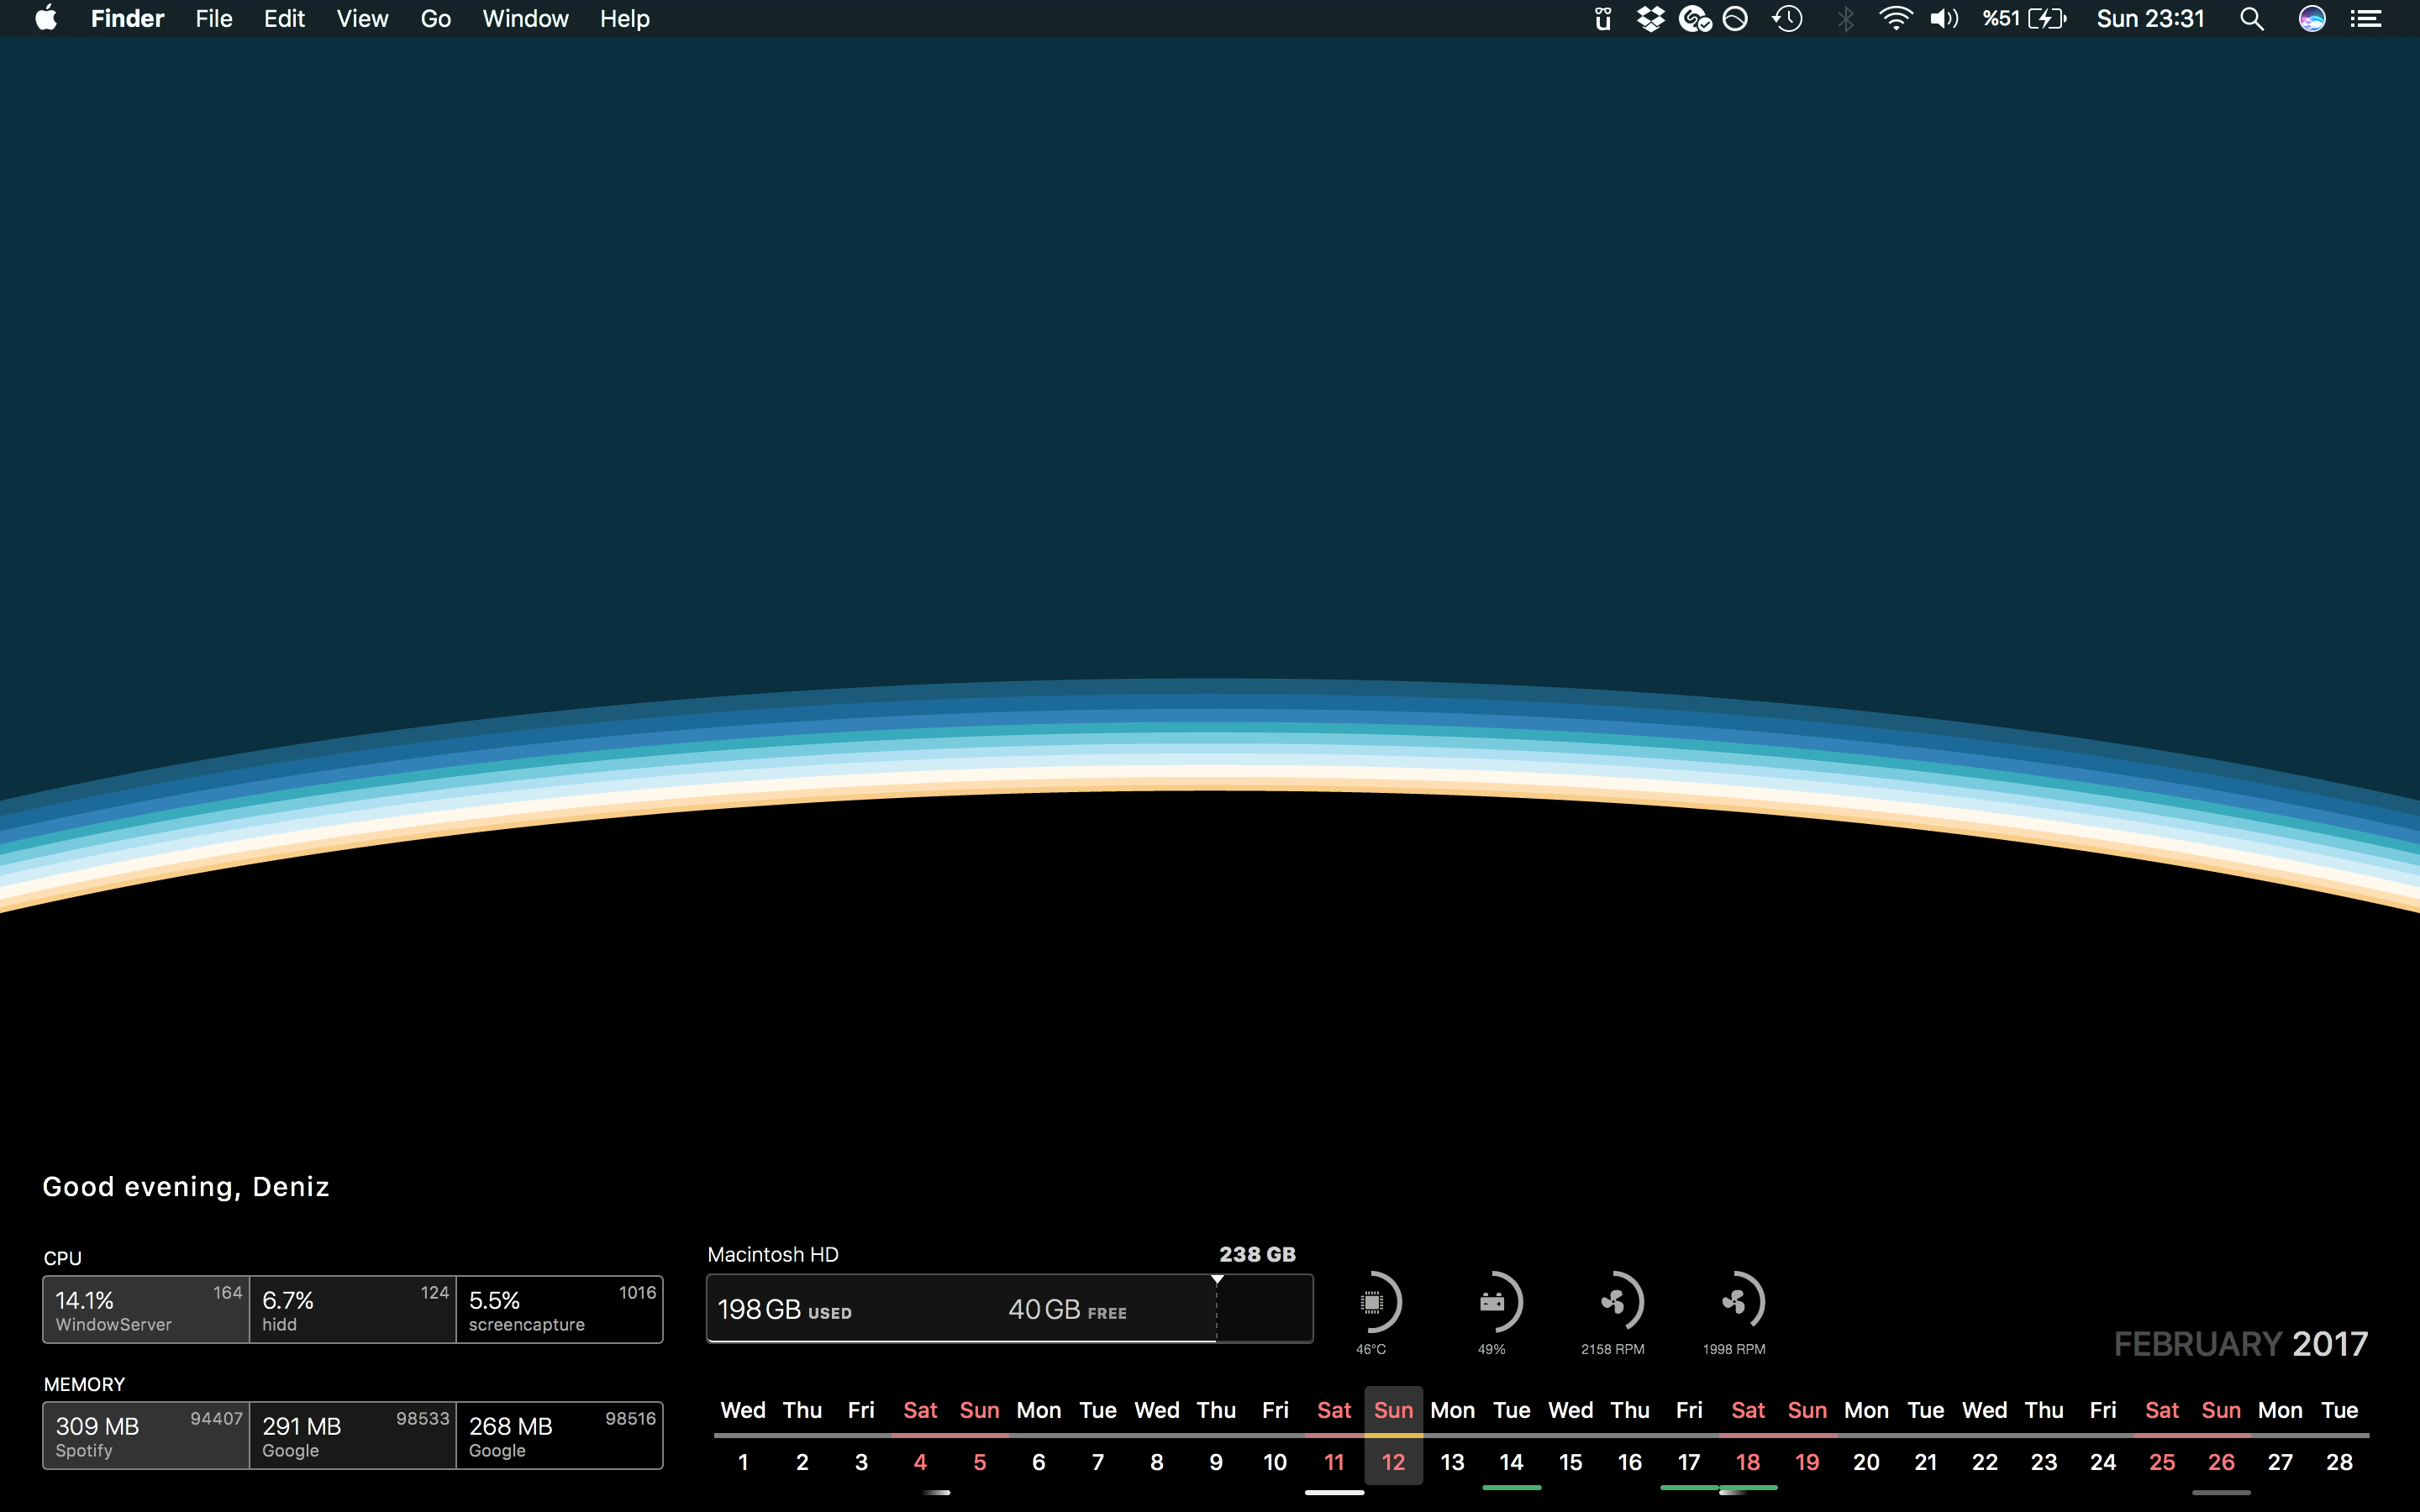 Finder File Edit View Go Window Help ü %51 Sun 23:31
Good evening, Deniz
CPU
14.1% 164 6.7% 124 5.5% 1016
WindowServer hidd screencapture
MEMORY
309 MB 94407 291 MB 98533 268 MB 98516
Spotify Google Google
Macintosh HD 238 GB
198 GB USED 40 GB FREE
46°C 49% 2158 RPM 1998 RPM
FEBRUARY 2017
Wed Thu Fri Sat Sun Mon Tue Wed Thu Fri Sat Sun Mon Tue Wed Thu Fri Sat Sun Mon Tue Wed Thu Fri Sat Sun Mon Tue
1 2 3 4 5 6 7 8 9 10 11 12 13 14 15 16 17 18 19 20 21 22 23 24 25 26 27 28